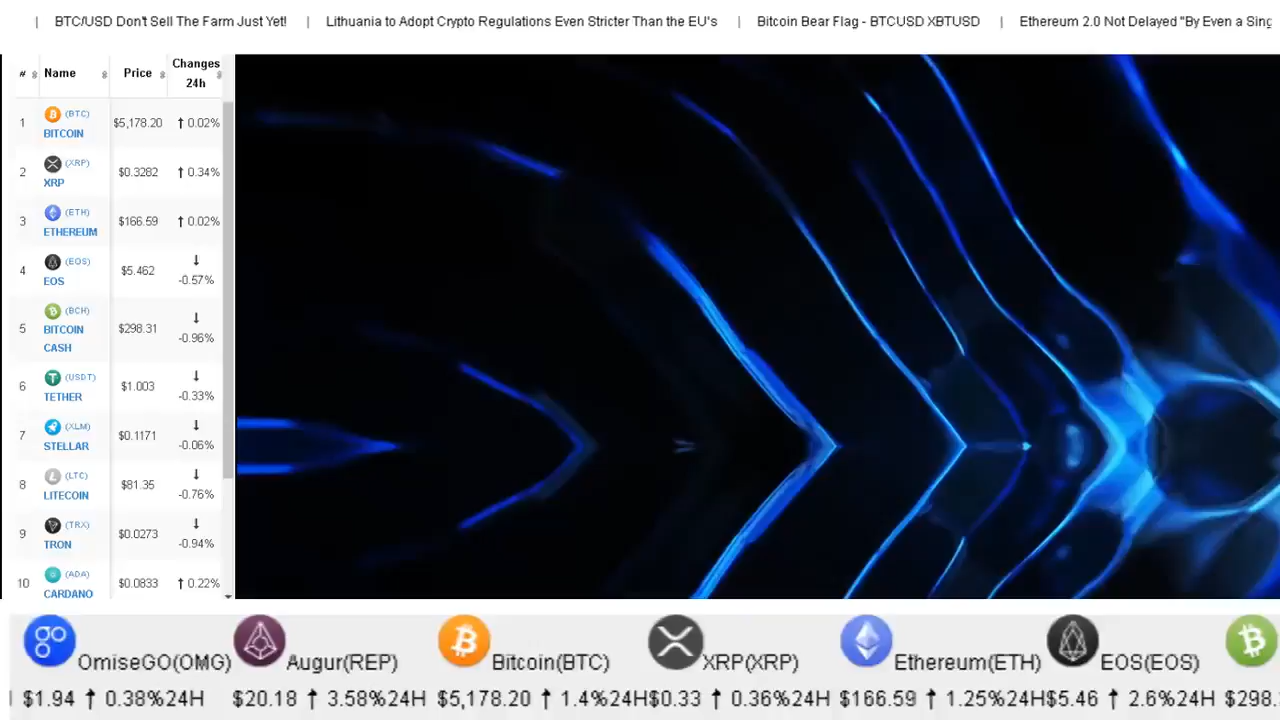 | BTC/USD Don't Sell The Farm Just Yet! | Lithuania to Adopt Crypto Regulations Even Stricter Than the EU's | Bitcoin Bear Flag - BTCUSD XBTUSD | Ethereum 2.0 Not Delayed "By Even a Sing
# Name Price Changes 24h
1 (BTC) BITCOIN $5,178.20 ↑ 0.02%
2 (XRP) XRP $0.3282 ↑ 0.34%
3 (ETH) ETHEREUM $166.59 ↑ 0.02%
4 (EOS) EOS $5.462 ↓ -0.57%
5 (BCH) BITCOIN CASH $298.31 ↓ -0.96%
6 (USDT) TETHER $1.003 ↓ -0.33%
7 (XLM) STELLAR $0.1171 ↓ -0.06%
8 (LTC) LITECOIN $81.35 ↓ -0.76%
9 (TRX) TRON $0.0273 ↓ -0.94%
10 (ADA) CARDANO $0.0833 ↑ 0.22%
OmiseGO(OMG) Augur(REP) Bitcoin(BTC) XRP(XRP) Ethereum(ETH) EOS(EOS)
$1.94 ↑ 0.38%24H $20.18 ↑ 3.58%24H $5,178.20 ↑ 1.4%24H $0.33 ↑ 0.36%24H $166.59 ↑ 1.25%24H $5.46 ↑ 2.6%24H $298.